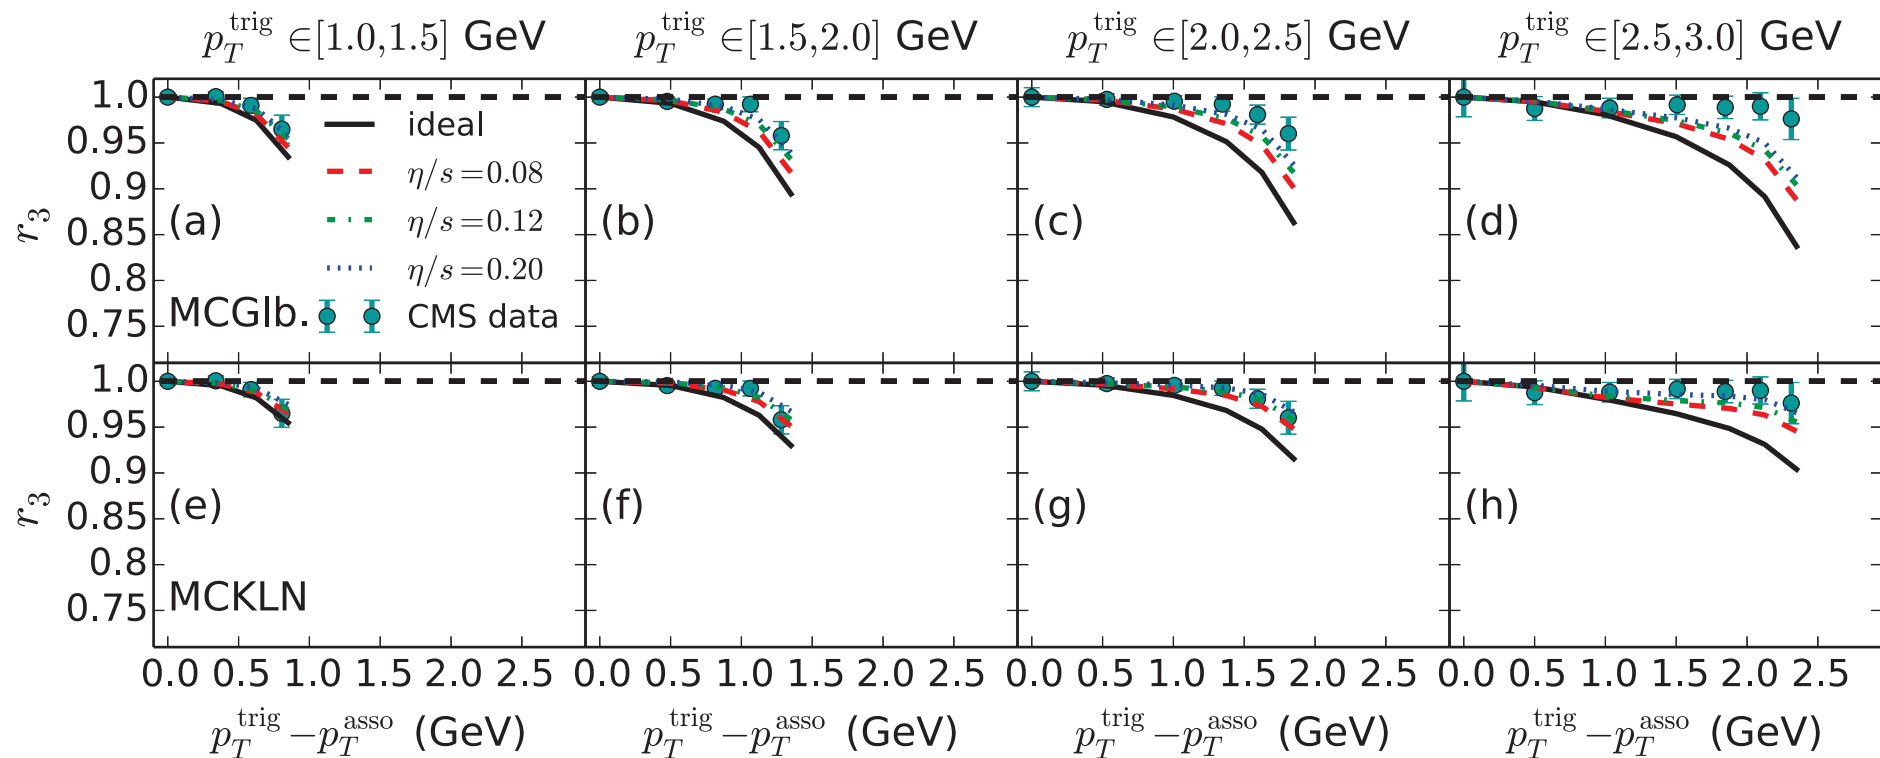 p_T^trig ∈[1.0,1.5] GeV
p_T^trig ∈[1.5,2.0] GeV
p_T^trig ∈[2.0,2.5] GeV
p_T^trig ∈[2.5,3.0] GeV
r_3
1.0
0.95
0.9
0.85
0.8
0.75
(a)
MCGlb.
ideal
η/s=0.08
η/s=0.12
η/s=0.20
CMS data
(b)
(c)
(d)
r_3
1.0
0.95
0.9
0.85
0.8
0.75
(e)
MCKLN
(f)
(g)
(h)
0.0 0.5 1.0 1.5 2.0 2.5
0.0 0.5 1.0 1.5 2.0 2.5
0.0 0.5 1.0 1.5 2.0 2.5
0.0 0.5 1.0 1.5 2.0 2.5
p_T^trig −p_T^asso (GeV)
p_T^trig −p_T^asso (GeV)
p_T^trig −p_T^asso (GeV)
p_T^trig −p_T^asso (GeV)